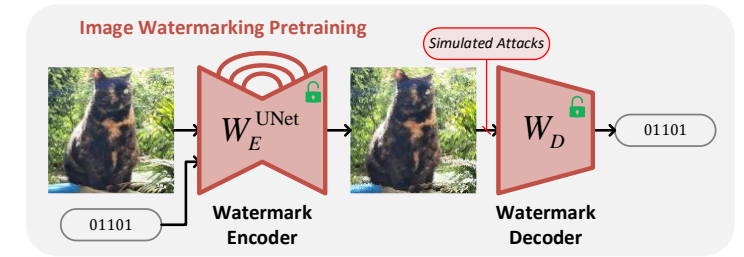 Image Watermarking Pretraining
Simulated Attacks
W_E^UNet
W_D
01101
01101
Watermark
Encoder
Watermark
Decoder